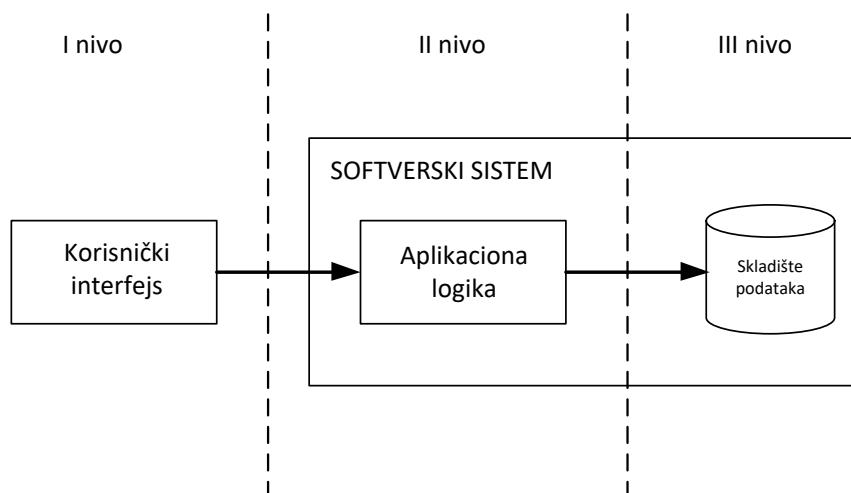 I nivo
II nivo
III nivo
SOFTVERSKI SISTEM
Korisnički
interfejs
Aplikaciona
logika
Skladište
podataka